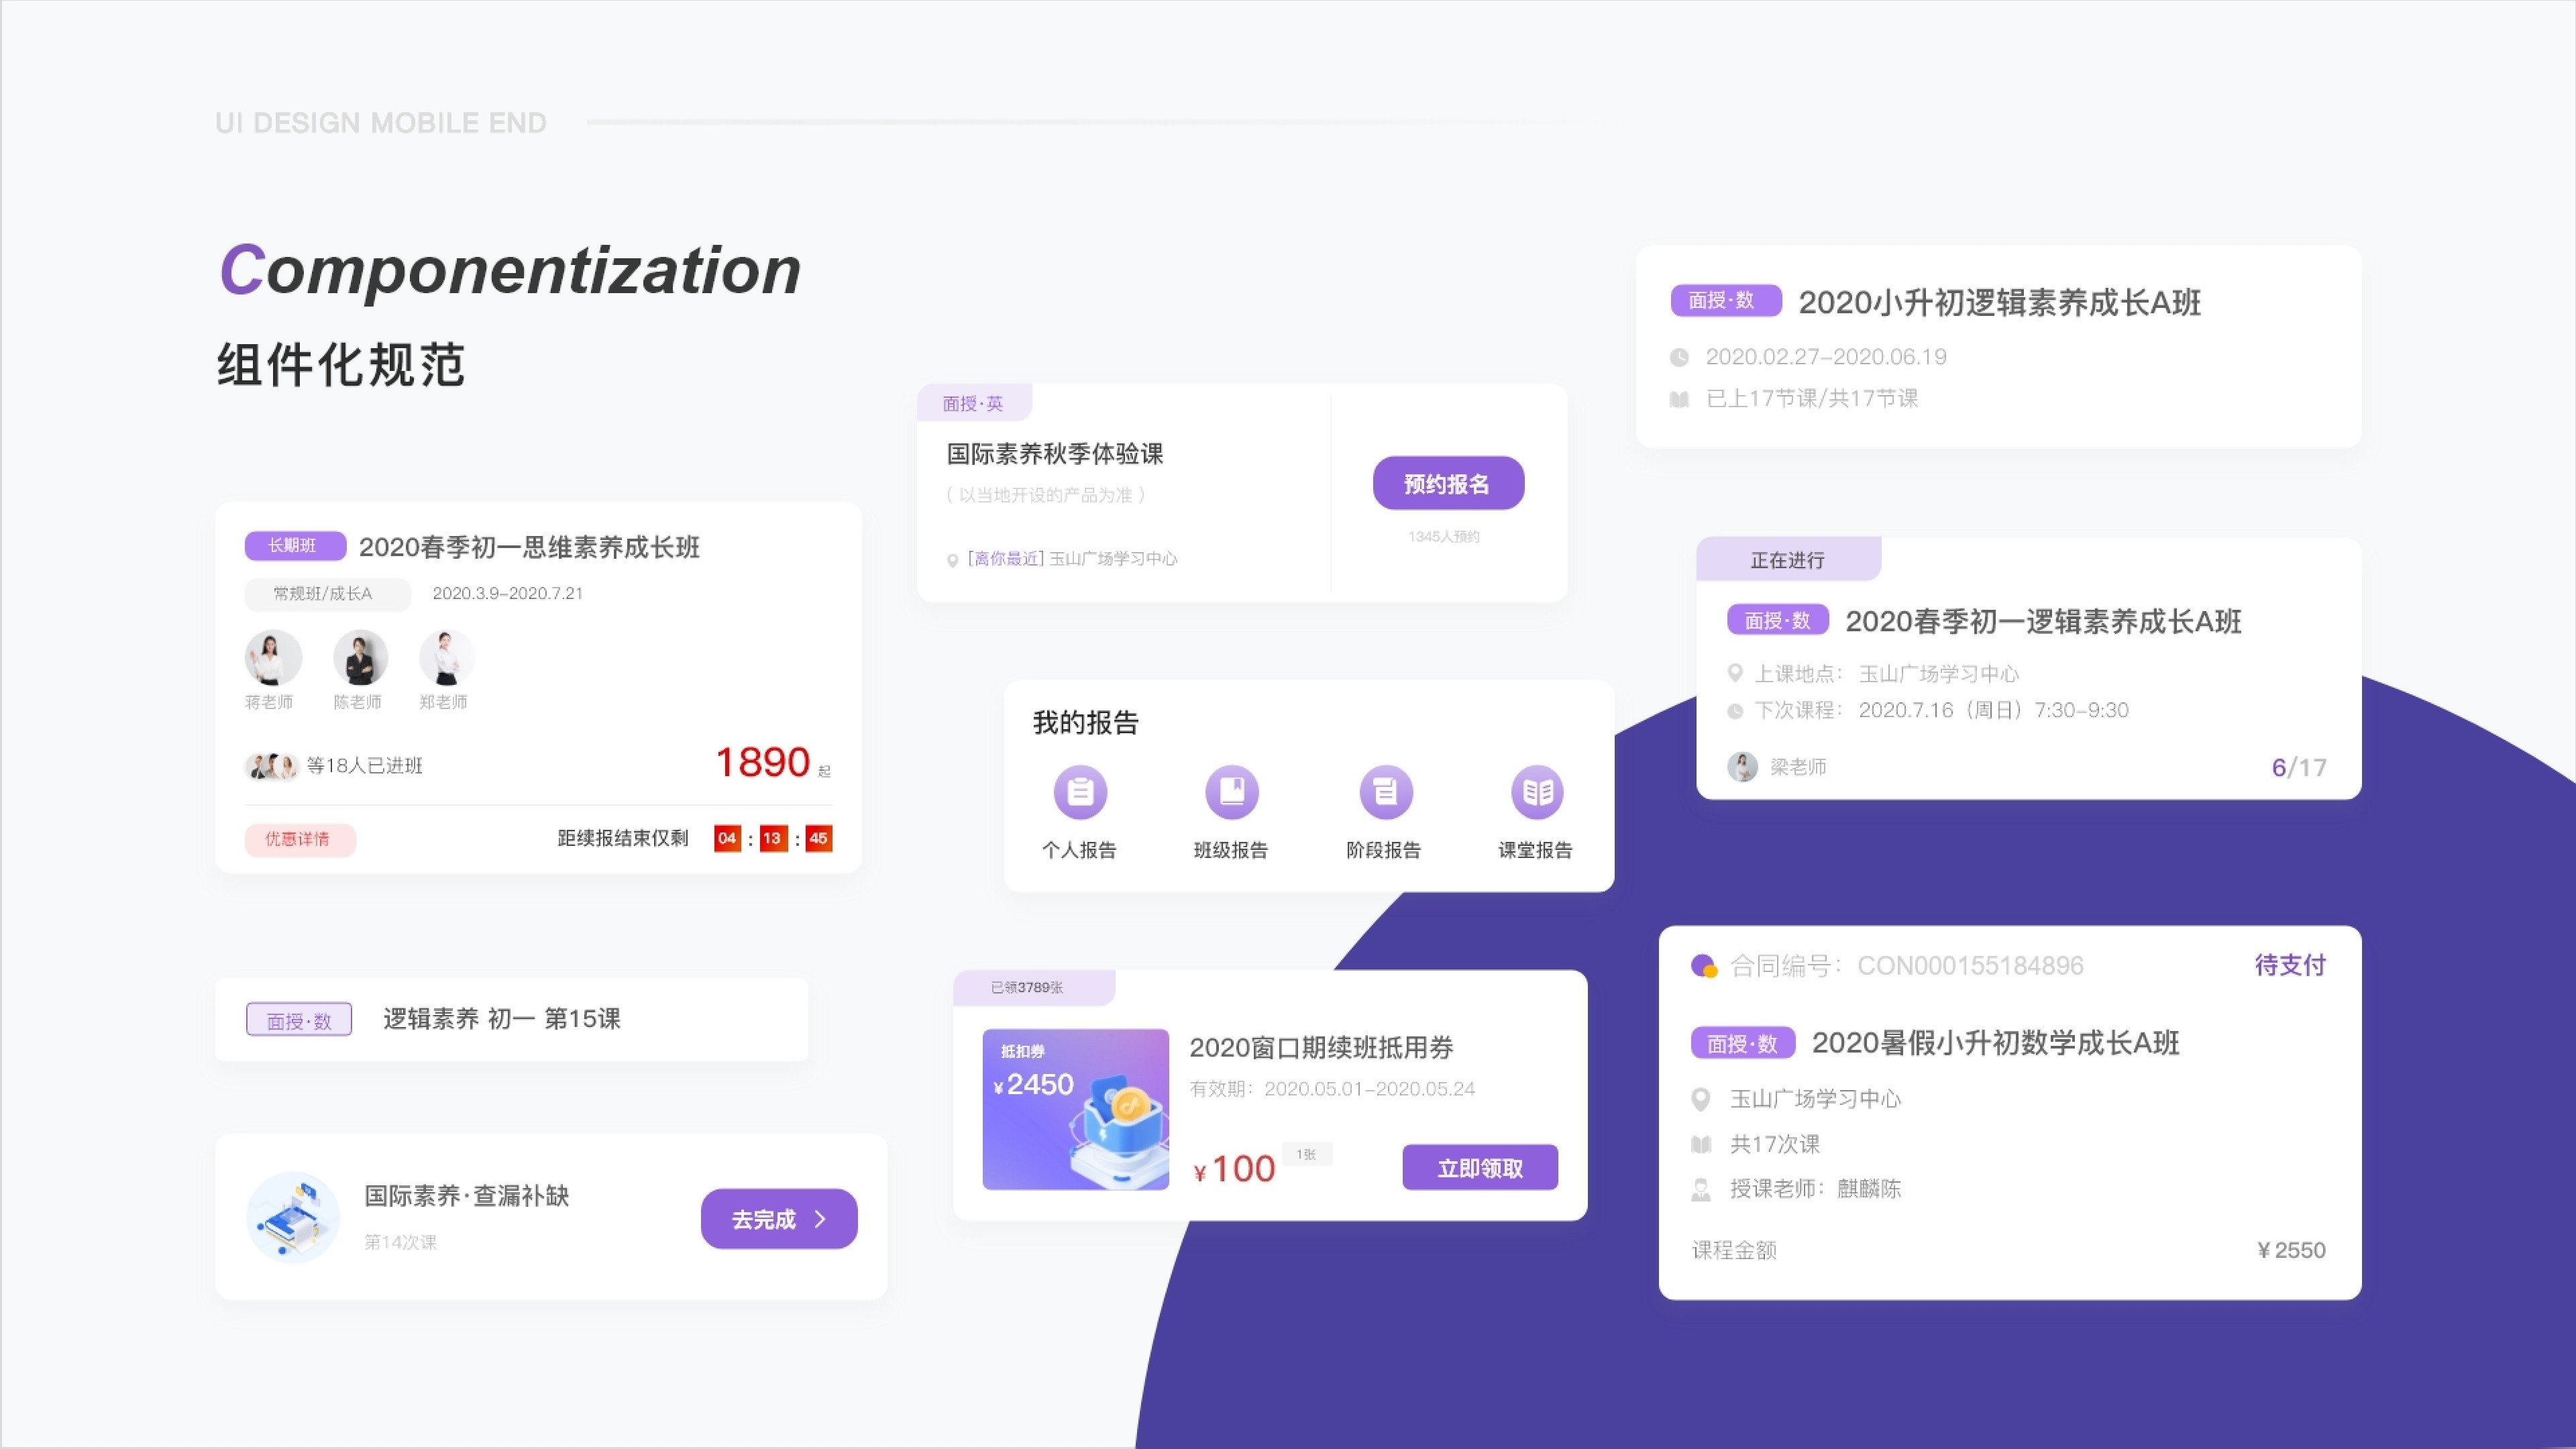 UI DESIGN MOBILE END
Componentization
组件化规范
长期班 2020春季初一思维素养成长班
常规班/成长A 2020.3.9-2020.7.21
蒋老师 陈老师 郑老师
等18人已进班 1890 起
优惠详情 距续报结束仅剩 04 : 13 : 45
面授·数 逻辑素养 初一 第15课
国际素养·查漏补缺
第14次课
去完成
面授·英
国际素养秋季体验课
( 以当地开设的产品为准 )
[离你最近] 玉山广场学习中心
预约报名
1345人预约
我的报告
个人报告 班级报告 阶段报告 课堂报告
已领3789张
抵扣券
¥2450
2020窗口期续班抵用券
有效期：2020.05.01-2020.05.24
¥100 1张
立即领取
面授·数 2020小升初逻辑素养成长A班
2020.02.27-2020.06.19
已上17节课/共17节课
正在进行
面授·数 2020春季初一逻辑素养成长A班
上课地点： 玉山广场学习中心
下次课程： 2020.7.16（周日）7:30-9:30
梁老师 6/17
合同编号： CON000155184896 待支付
面授·数 2020暑假小升初数学成长A班
玉山广场学习中心
共17次课
授课老师：麒麟陈
课程金额 ¥2550